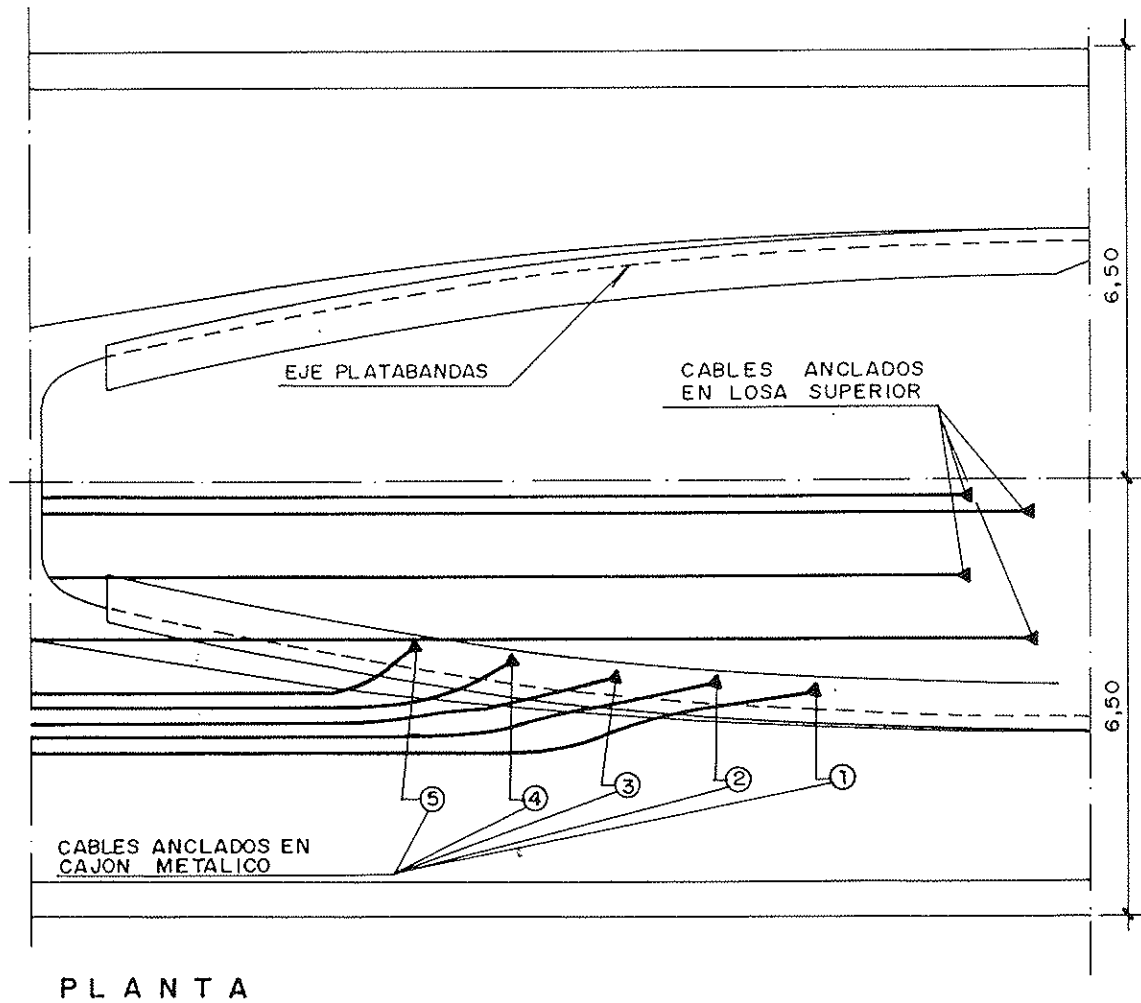 6,50
EJE PLATABANDAS
CABLES ANCLADOS
EN LOSA SUPERIOR
6,50
5
4
3
2
1
CABLES ANCLADOS EN
CAJON METALICO
PLANTA